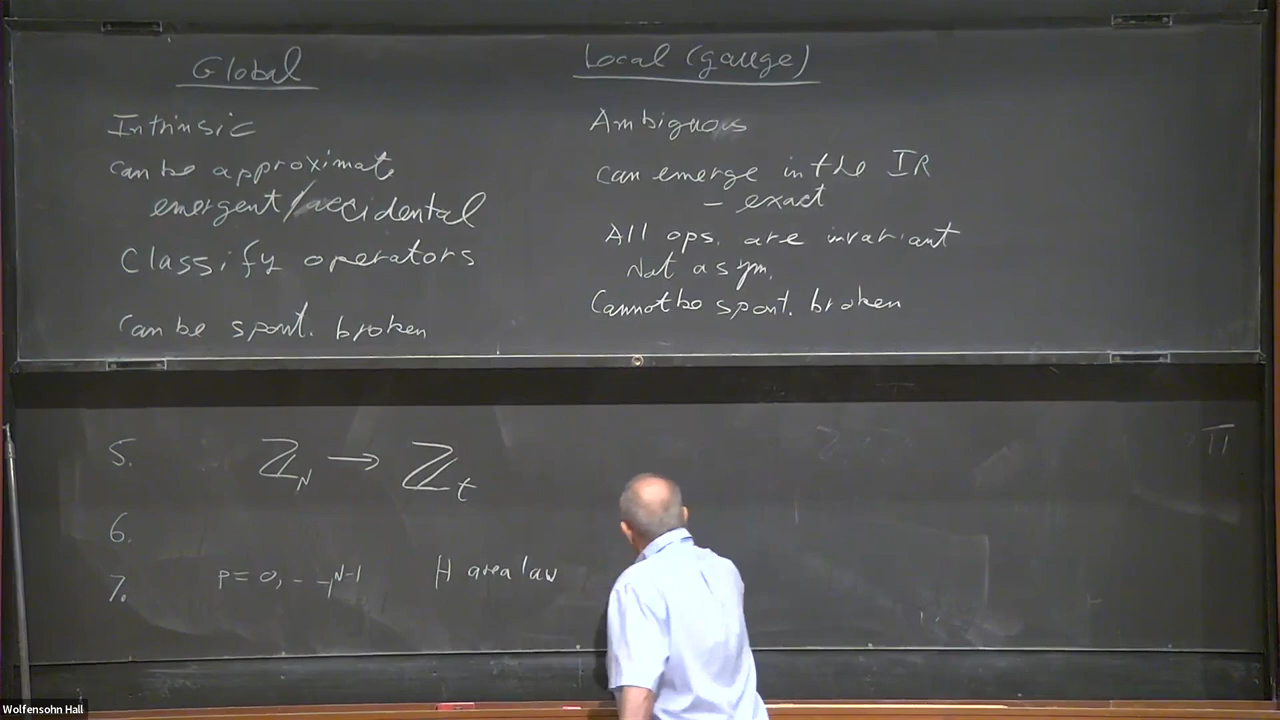 Global
Intrinsic
can be approximate
emergent/accidental
Classify operators
Can be spont. broken
Local (gauge)
Ambiguous
can emerge in the IR
- exact
All ops. are invariant
Not a sym.
Cannot be spont. broken
5. ℤ_N → ℤ_t
6.
7. p = 0, - - , N-1 H area law
π
Wolfensohn Hall